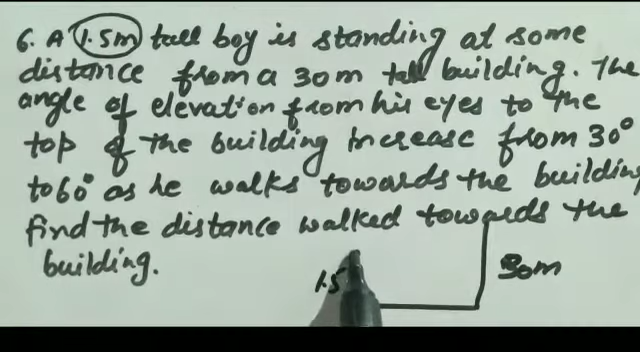 6. A 1.5m tall boy is standing at some
distance from a 30m tall building. The
angle of elevation from his eyes to the
top of the building increase from 30°
to 60° as he walks towards the building
find the distance walked towards the
building.
1.5
30m